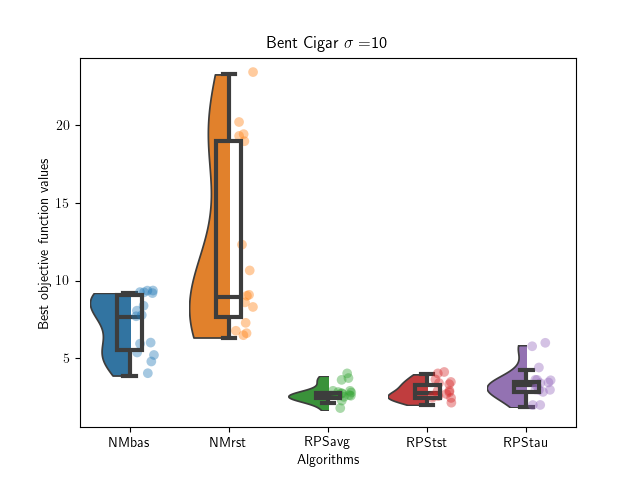 Bent Cigar σ =10
Best objective function values
20
15
10
5
NMbas NMrst RPSavg RPStst RPStau
Algorithms